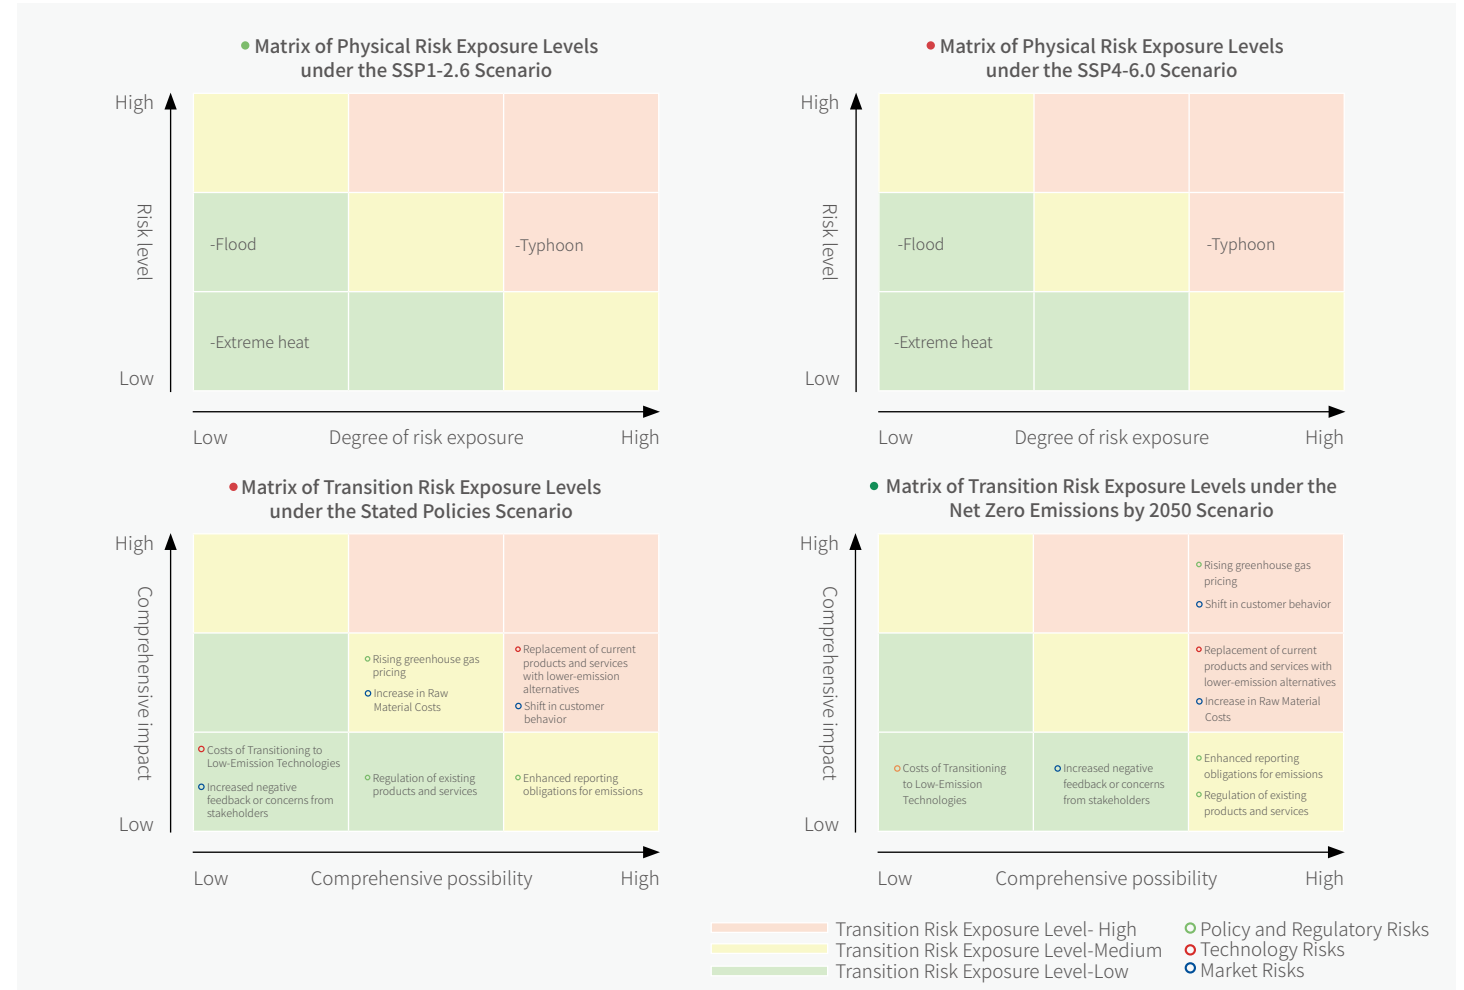 Matrix of Physical Risk Exposure Levels
under the SSP1-2.6 Scenario
High
Risk level
Low
-Flood
-Typhoon
-Extreme heat
Low
Degree of risk exposure
High
Matrix of Physical Risk Exposure Levels
under the SSP4-6.0 Scenario
High
Risk level
Low
-Flood
-Typhoon
-Extreme heat
Low
Degree of risk exposure
High
Matrix of Transition Risk Exposure Levels
under the Stated Policies Scenario
High
Comprehensive impact
Low
Rising greenhouse gas
pricing
Increase in Raw
Material Costs
Replacement of current
products and services
with lower-emission
alternatives
Shift in customer
behavior
Costs of Transitioning to
Low-Emission Technologies
Increased negative
feedback or concerns from
stakeholders
Regulation of existing
products and services
Enhanced reporting
obligations for emissions
Low
Comprehensive possibility
High
Matrix of Transition Risk Exposure Levels under the
Net Zero Emissions by 2050 Scenario
High
Comprehensive impact
Low
Rising greenhouse gas
pricing
Shift in customer behavior
Replacement of current
products and services with
lower-emission alternatives
Increase in Raw Material
Costs
Costs of Transitioning
to Low-Emission
Technologies
Increased negative
feedback or concerns
from stakeholders
Enhanced reporting
obligations for emissions
Regulation of existing
products and services
Low
Comprehensive possibility
High
Transition Risk Exposure Level- High
Transition Risk Exposure Level-Medium
Transition Risk Exposure Level-Low
Policy and Regulatory Risks
Technology Risks
Market Risks